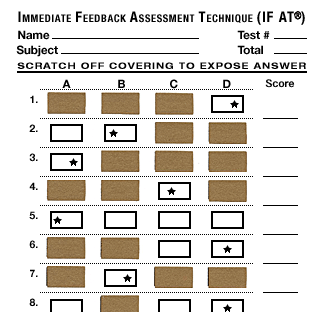 IMMEDIATE FEEDBACK ASSESSMENT TECHNIQUE (IF AT®)
Name Test #
Subject Total
SCRATCH OFF COVERING TO EXPOSE ANSWER
A B C D Score
1.
2.
3.
4.
5.
6.
7.
8.